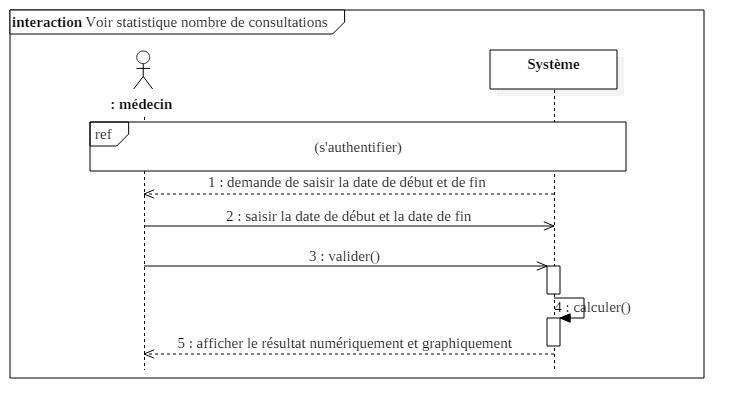 interaction Voir statistique nombre de consultations
: médecin
Système
ref
(s'authentifier)
1 : demande de saisir la date de début et de fin
2 : saisir la date de début et la date de fin
3 : valider()
4 : calculer()
5 : afficher le résultat numériquement et graphiquement